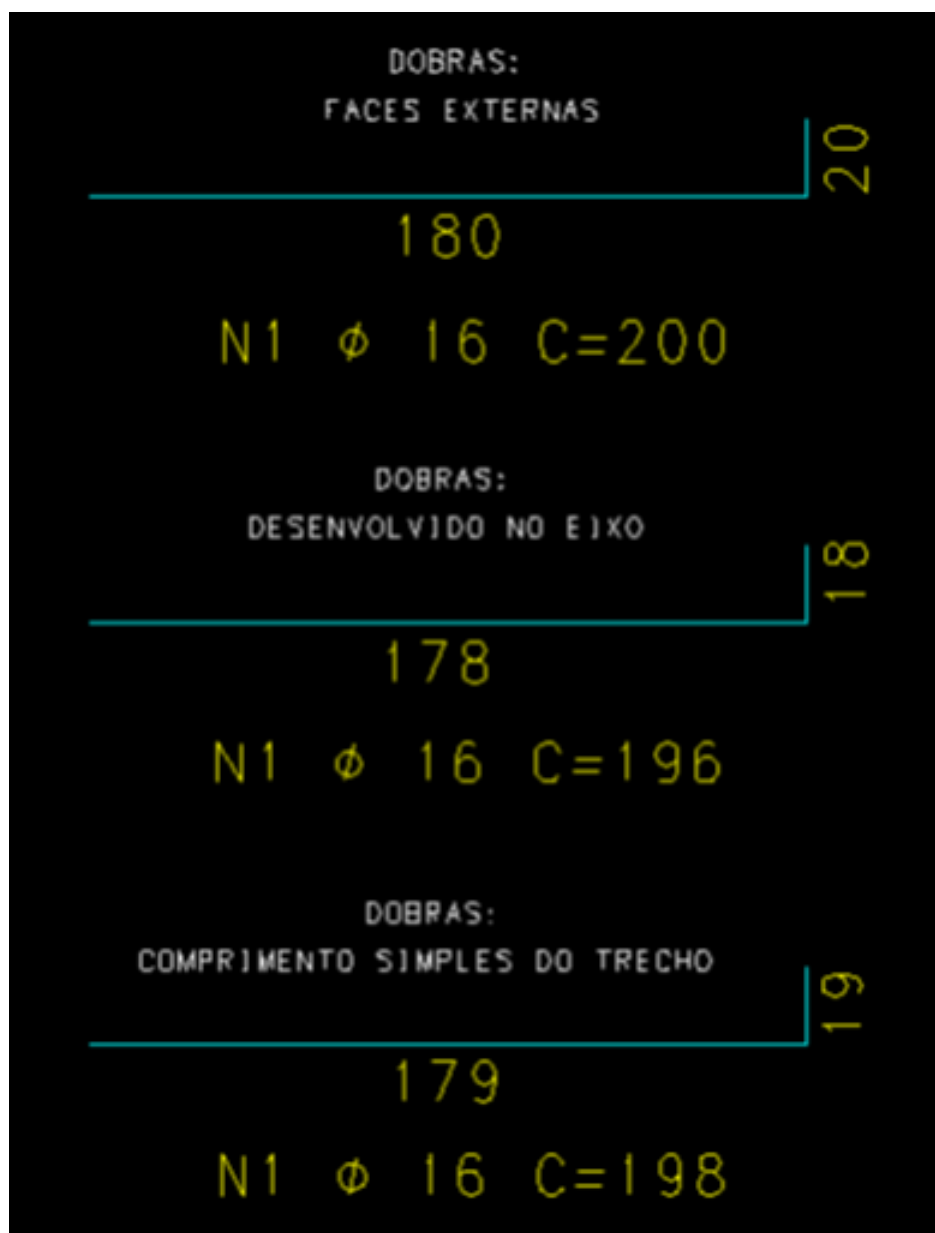 DOBRAS:
FACES EXTERNAS
20
180
N1 ϕ 16 C=200
DOBRAS:
DESENVOLVIDO NO EIXO
18
178
N1 ϕ 16 C=196
DOBRAS:
COMPRIMENTO SIMPLES DO TRECHO
19
179
N1 ϕ 16 C=198